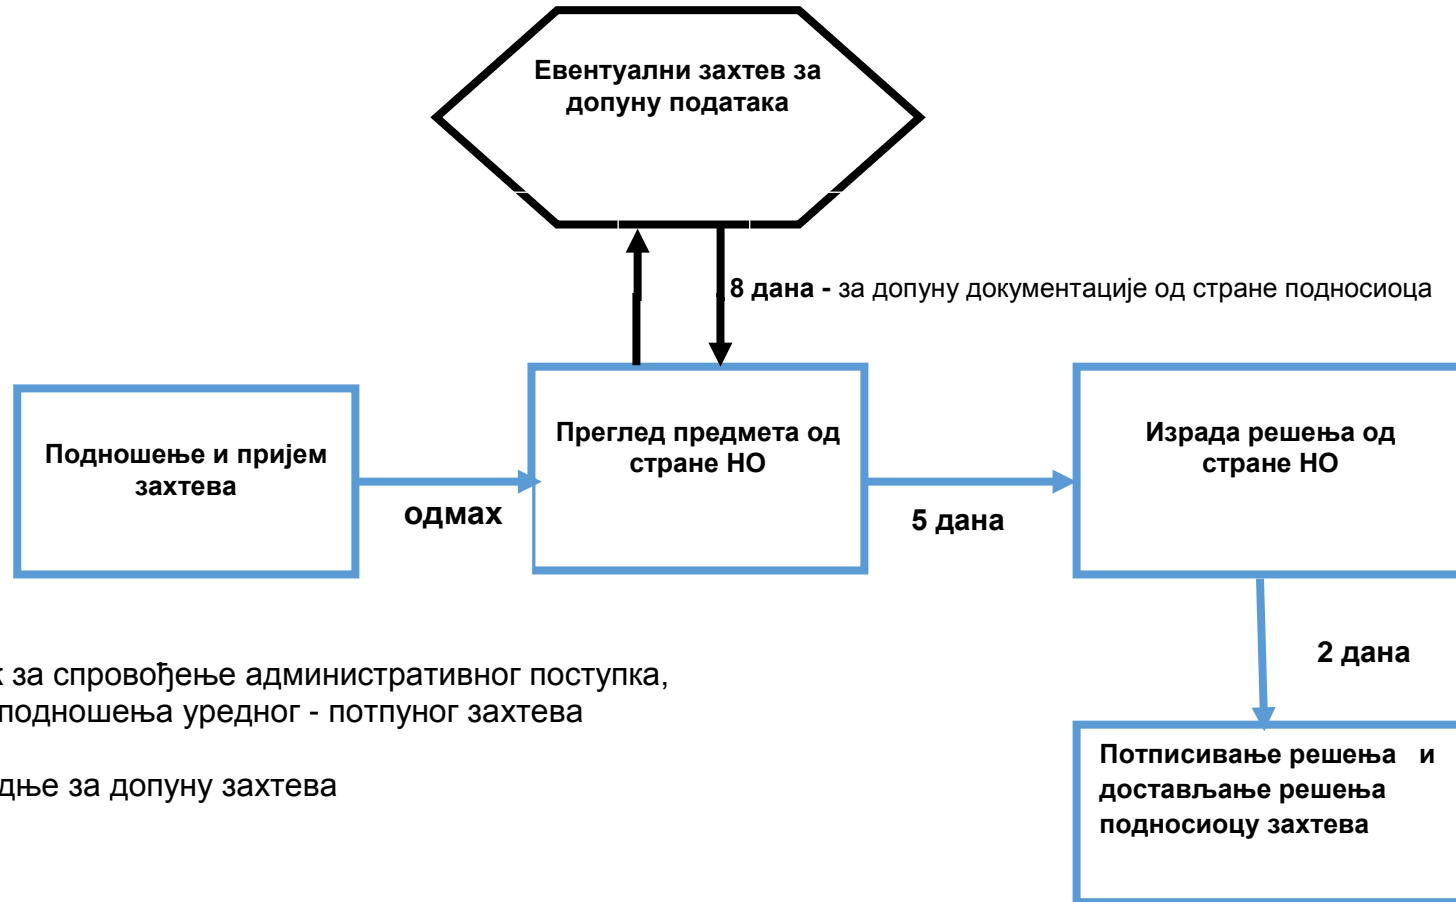 Евентуални захтев за
допуну података
8 дана - за допуну документације од стране подносиоца
Подношење и пријем
захтева
одмах
Преглед предмета од
стране НО
5 дана
Израда решења од
стране НО
2 дана
за спровођење административног поступка,
подношења уредног - потпуног захтева
за допуну захтева
Потписивање решења и
достављање решења
подносиоцу захтева